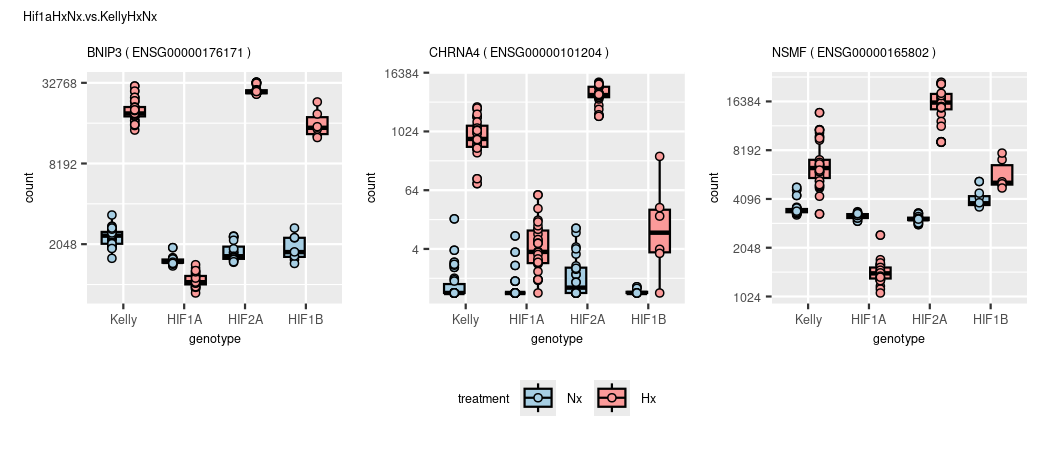 Hif1aHxNx.vs.KellyHxNx
BNIP3 ( ENSG00000176171 )
CHRNA4 ( ENSG00000101204 )
NSMF ( ENSG00000165802 )
32768
8192
2048
count
Kelly
HIF1A
HIF2A
HIF1B
genotype
16384
1024
64
4
count
Kelly
HIF1A
HIF2A
HIF1B
genotype
16384
8192
4096
2048
1024
count
Kelly
HIF1A
HIF2A
HIF1B
genotype
treatment
Nx
Hx